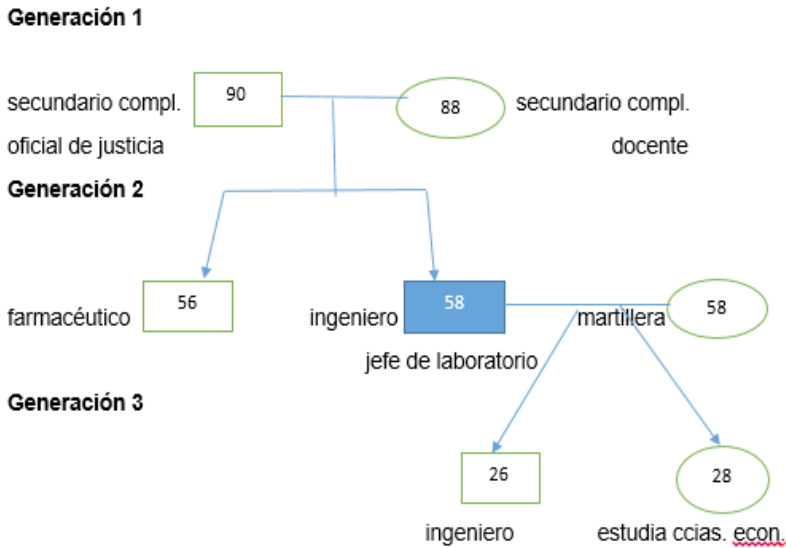 Generación 1
90
secundario compl.
88
secundario compl.
oficial de justicia
docente
Generación 2
56
58
58
farmacéutico
ingeniero
martillera
jefe de laboratorio
Generación 3
26
28
ingeniero
estudia ccias. econ.